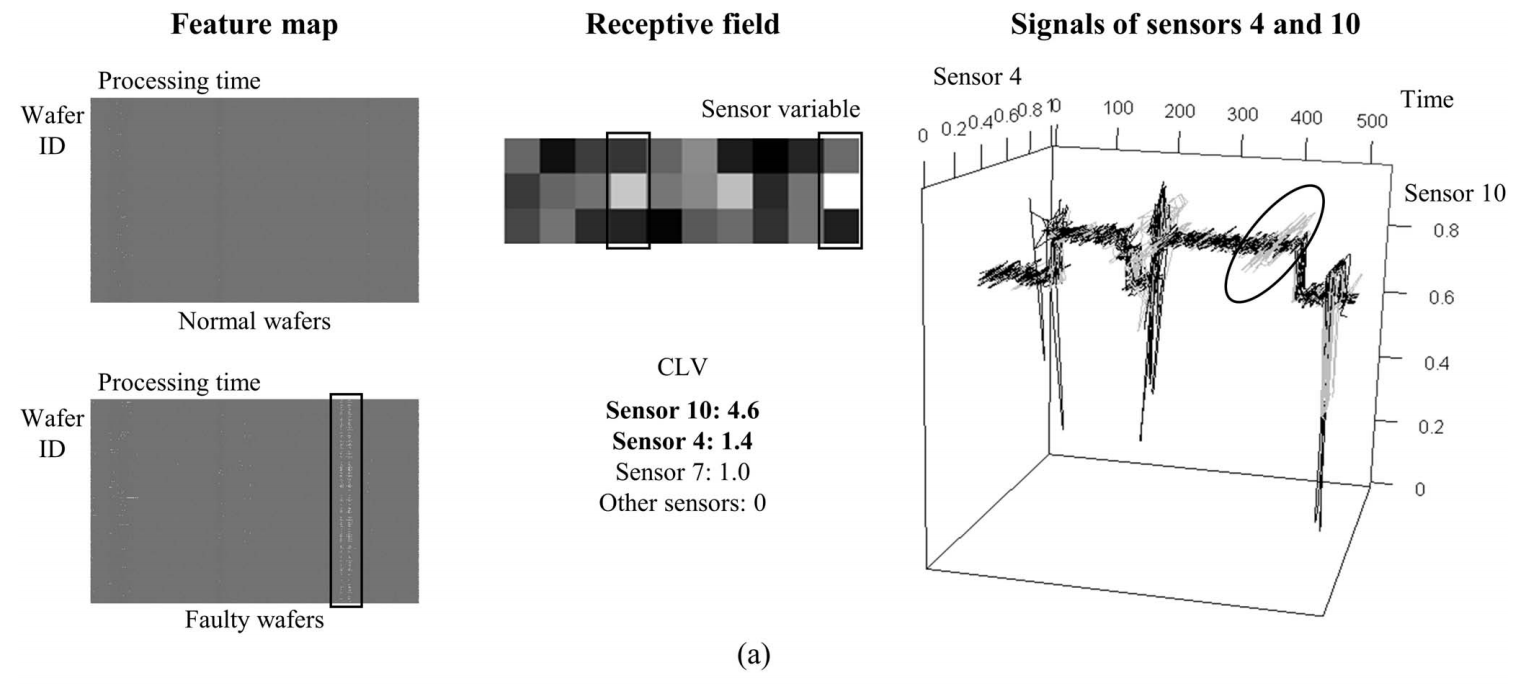 Feature map
Receptive field
Signals of sensors 4 and 10
Processing time
Wafer
ID
Normal wafers
Processing time
Wafer
ID
Faulty wafers
Sensor variable
CLV
Sensor 10: 4.6
Sensor 4: 1.4
Sensor 7: 1.0
Other sensors: 0
Sensor 4
0 0.2 0.4 0.6 0.8 1
0 100 200 300 400 500
Time
Sensor 10
0.8
0.6
0.4
0.2
0
(a)